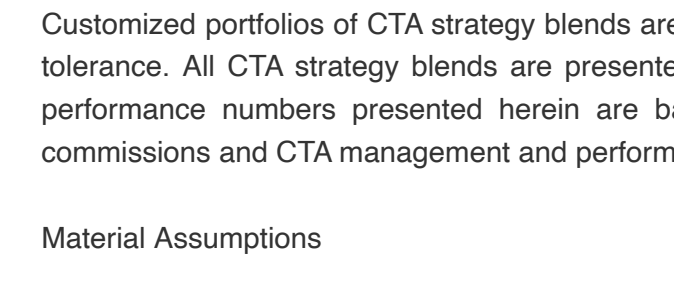 Customized portfolios of CTA strategy blends are
tolerance. All CTA strategy blends are presente
performance numbers presented herein are ba
commissions and CTA management and perform
Material Assumptions